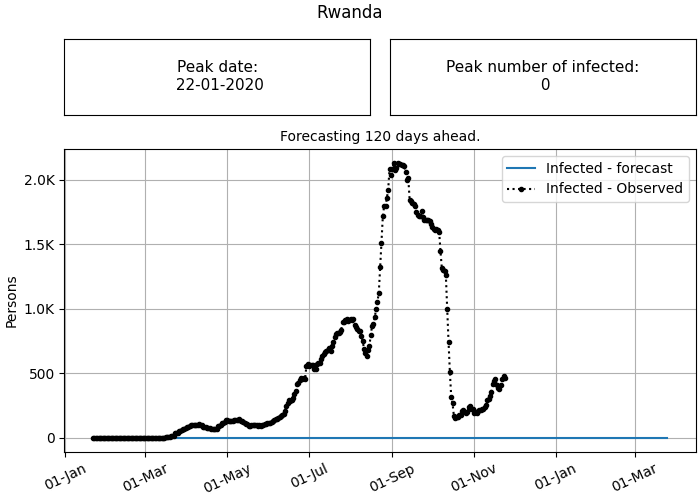 Rwanda
Peak date:
22-01-2020
Peak number of infected:
0
Forecasting 120 days ahead.
Infected - forecast
Infected - Observed
2.0K
1.5K
1.0K
500
0
Persons
01-Jan
01-Mar
01-May
01-Jul
01-Sep
01-Nov
01-Jan
01-Mar